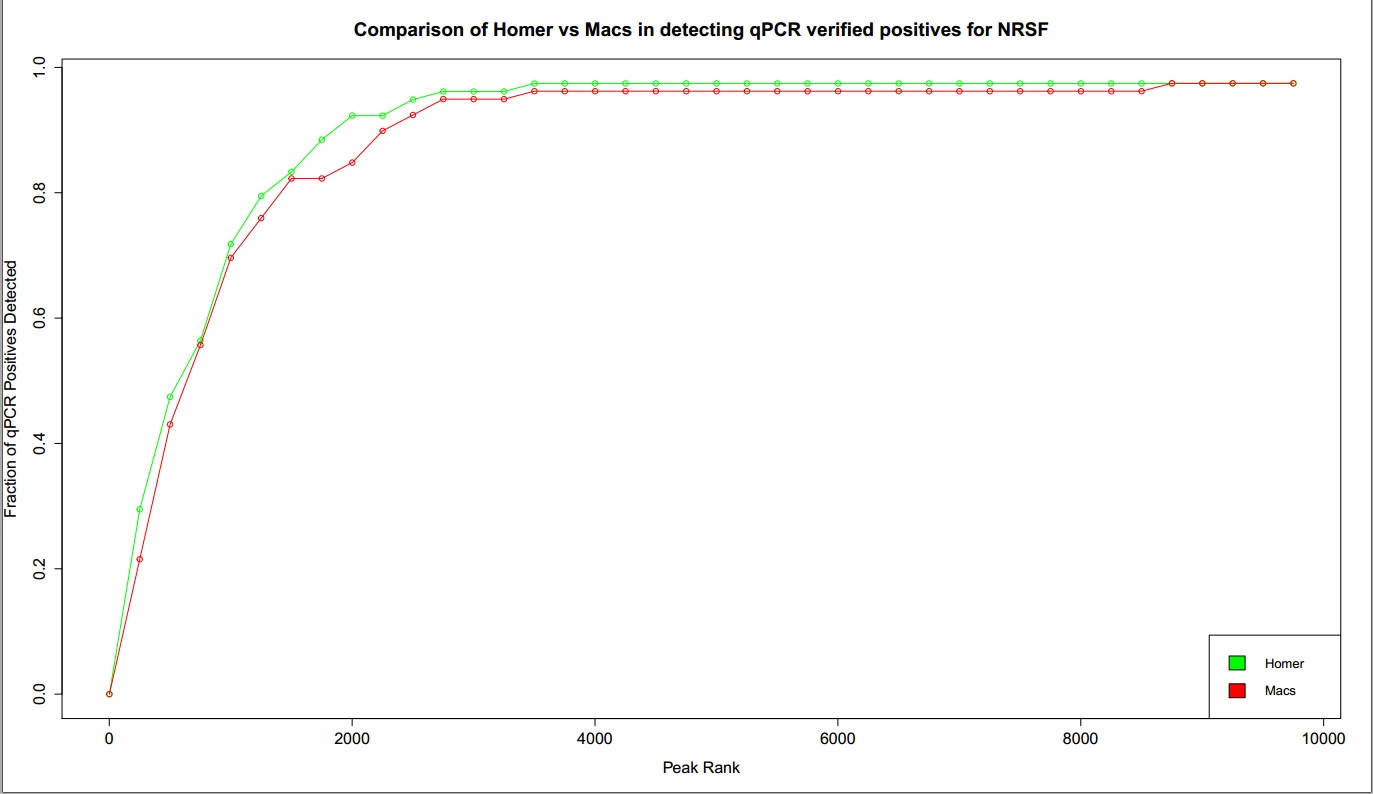 Comparison of Homer vs Macs in detecting qPCR verified positives for NRSF
Fraction of qPCR Positives Detected
1.0
0.8
0.6
0.4
0.2
0.0
Homer
Macs
0 2000 4000 6000 8000 10000
Peak Rank